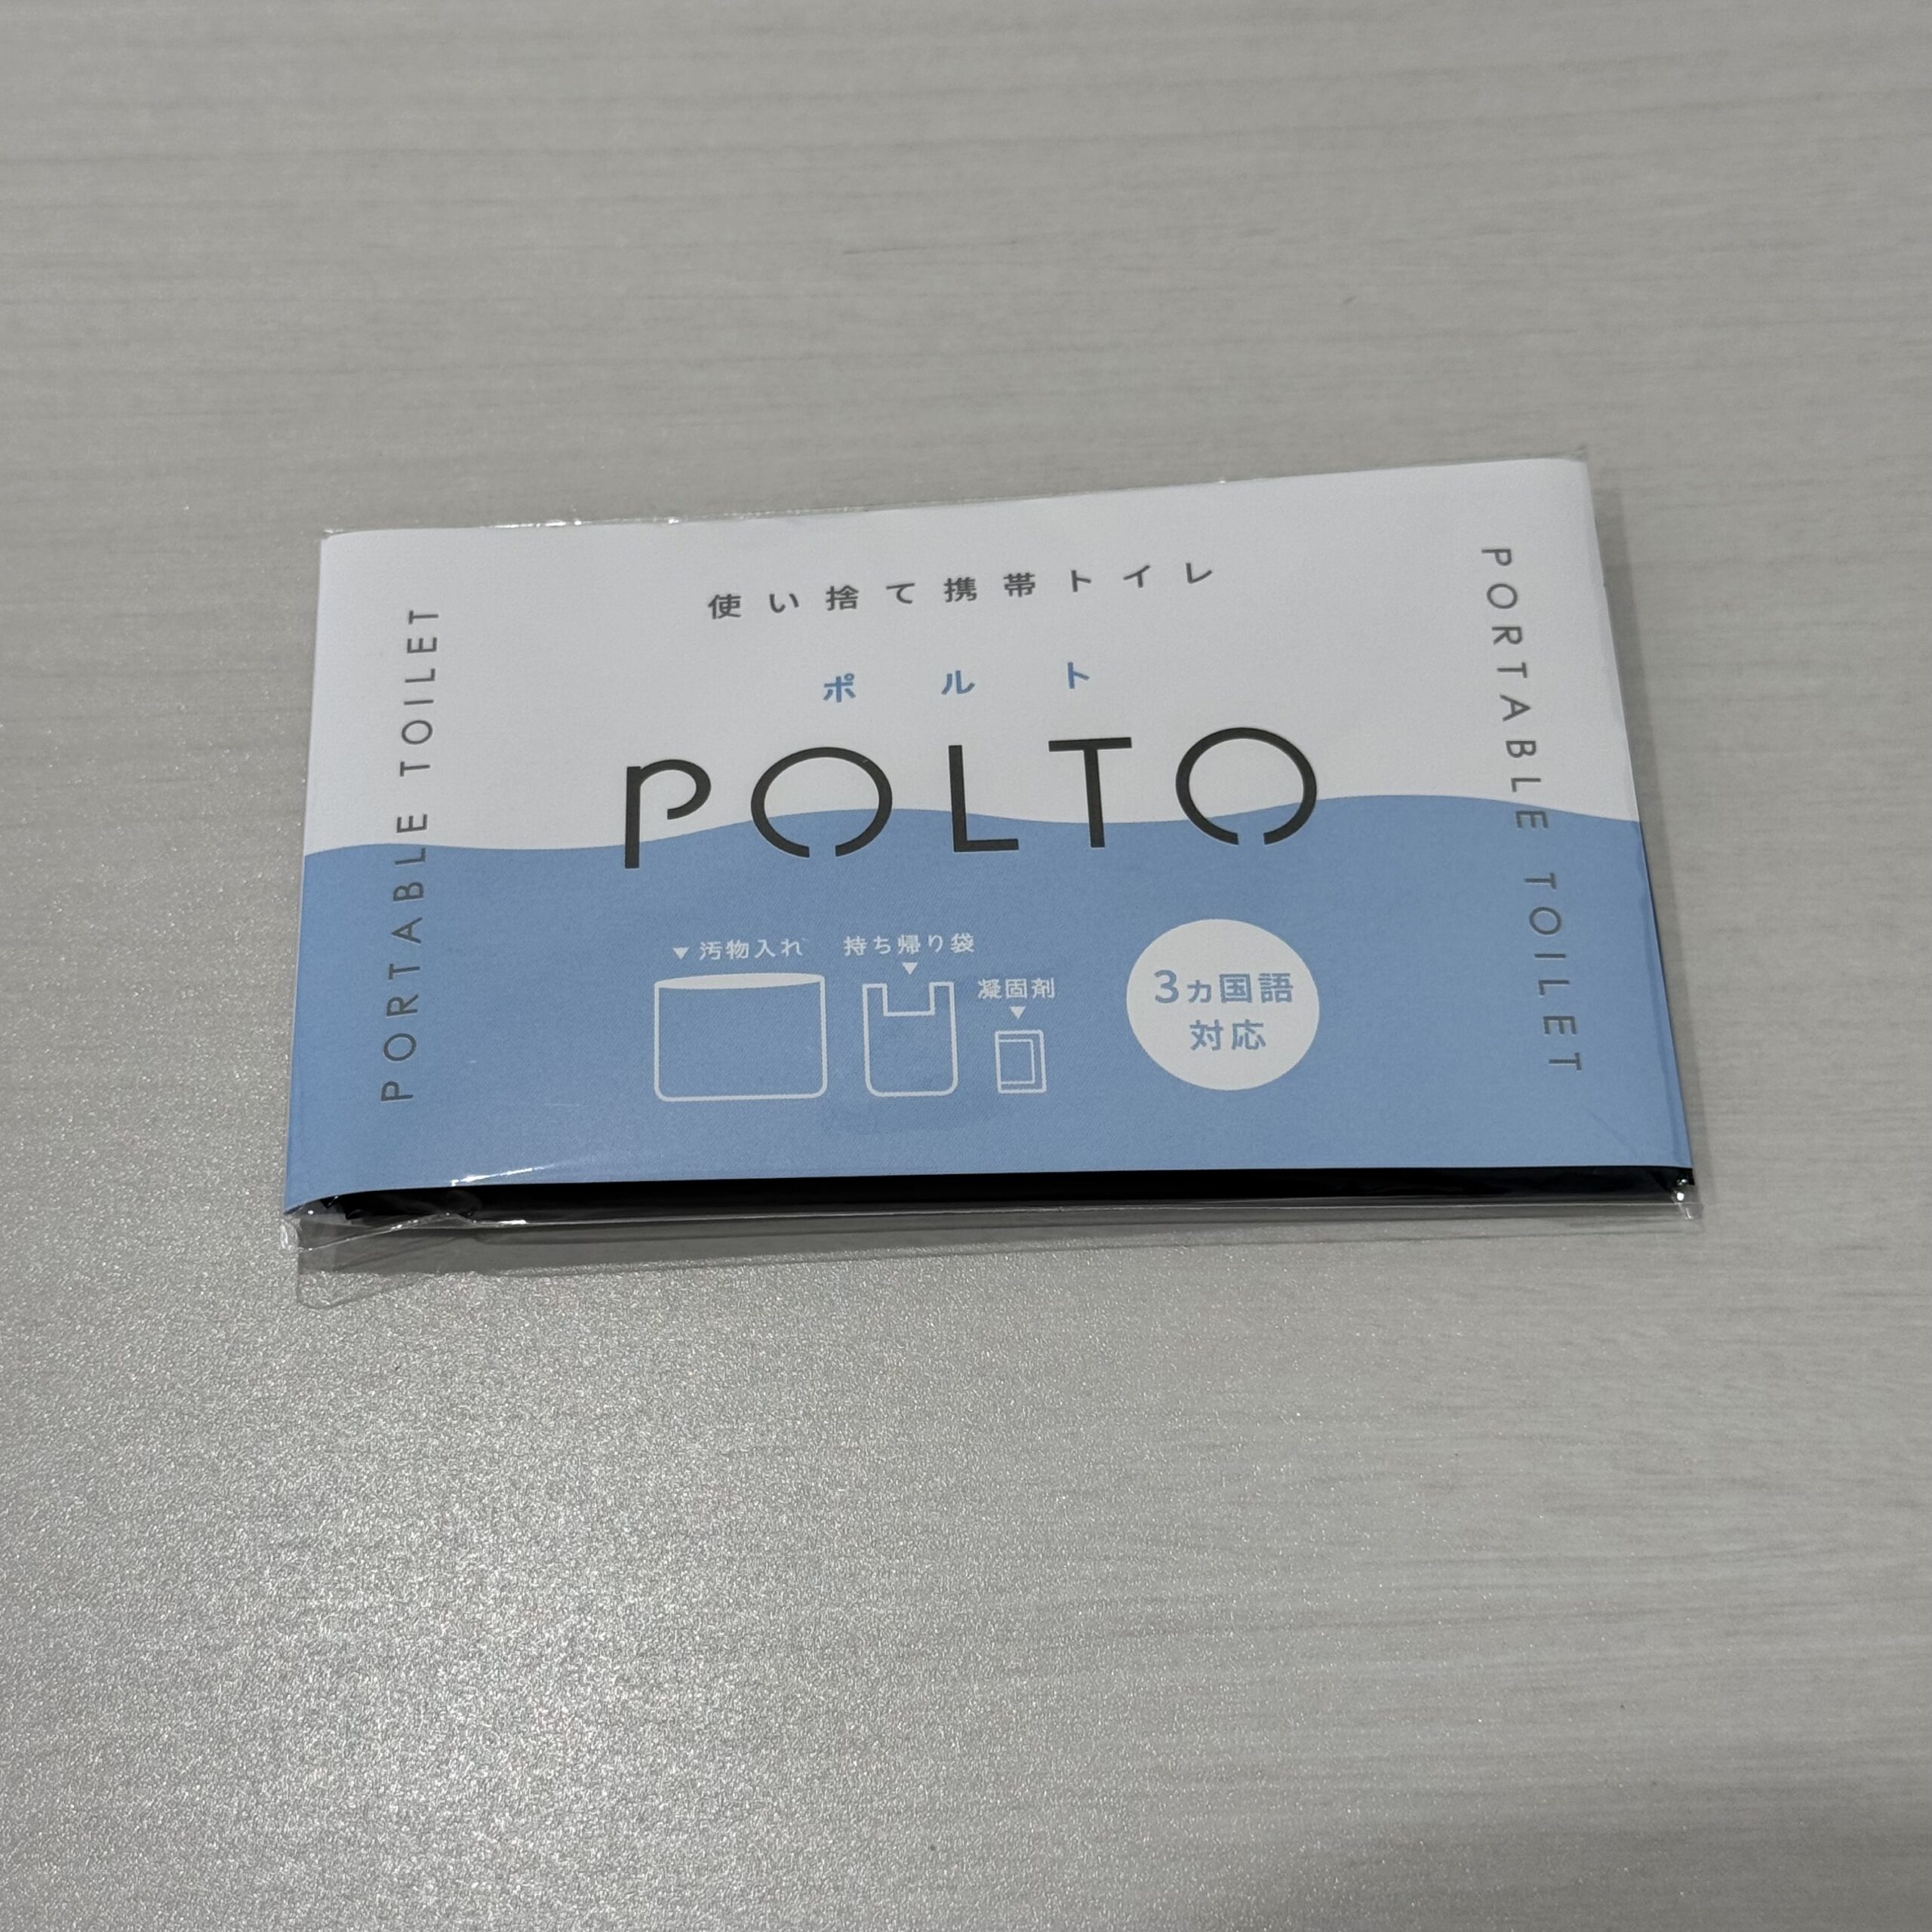 使い捨て携帯トイレ
ポルト
POLTO
PORTABLE TOILET
PORTABLE TOILET
▼汚物入れ
持ち帰り袋
▼
凝固剤
▼
3ヵ国語
対応